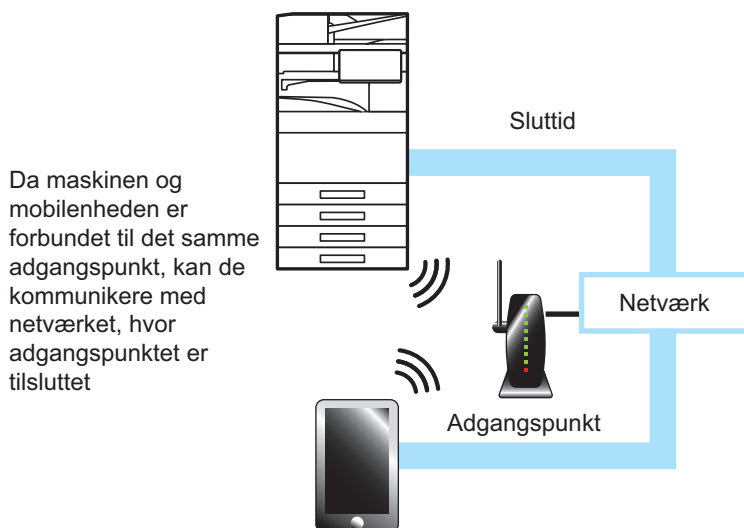 Sluttid
Da maskinen og
mobilenheden er
forbundet til det samme
adgangspunkt, kan de
kommunikere med
netværket, hvor
adgangspunktet er
tilsluttet
Netværk
Adgangspunkt